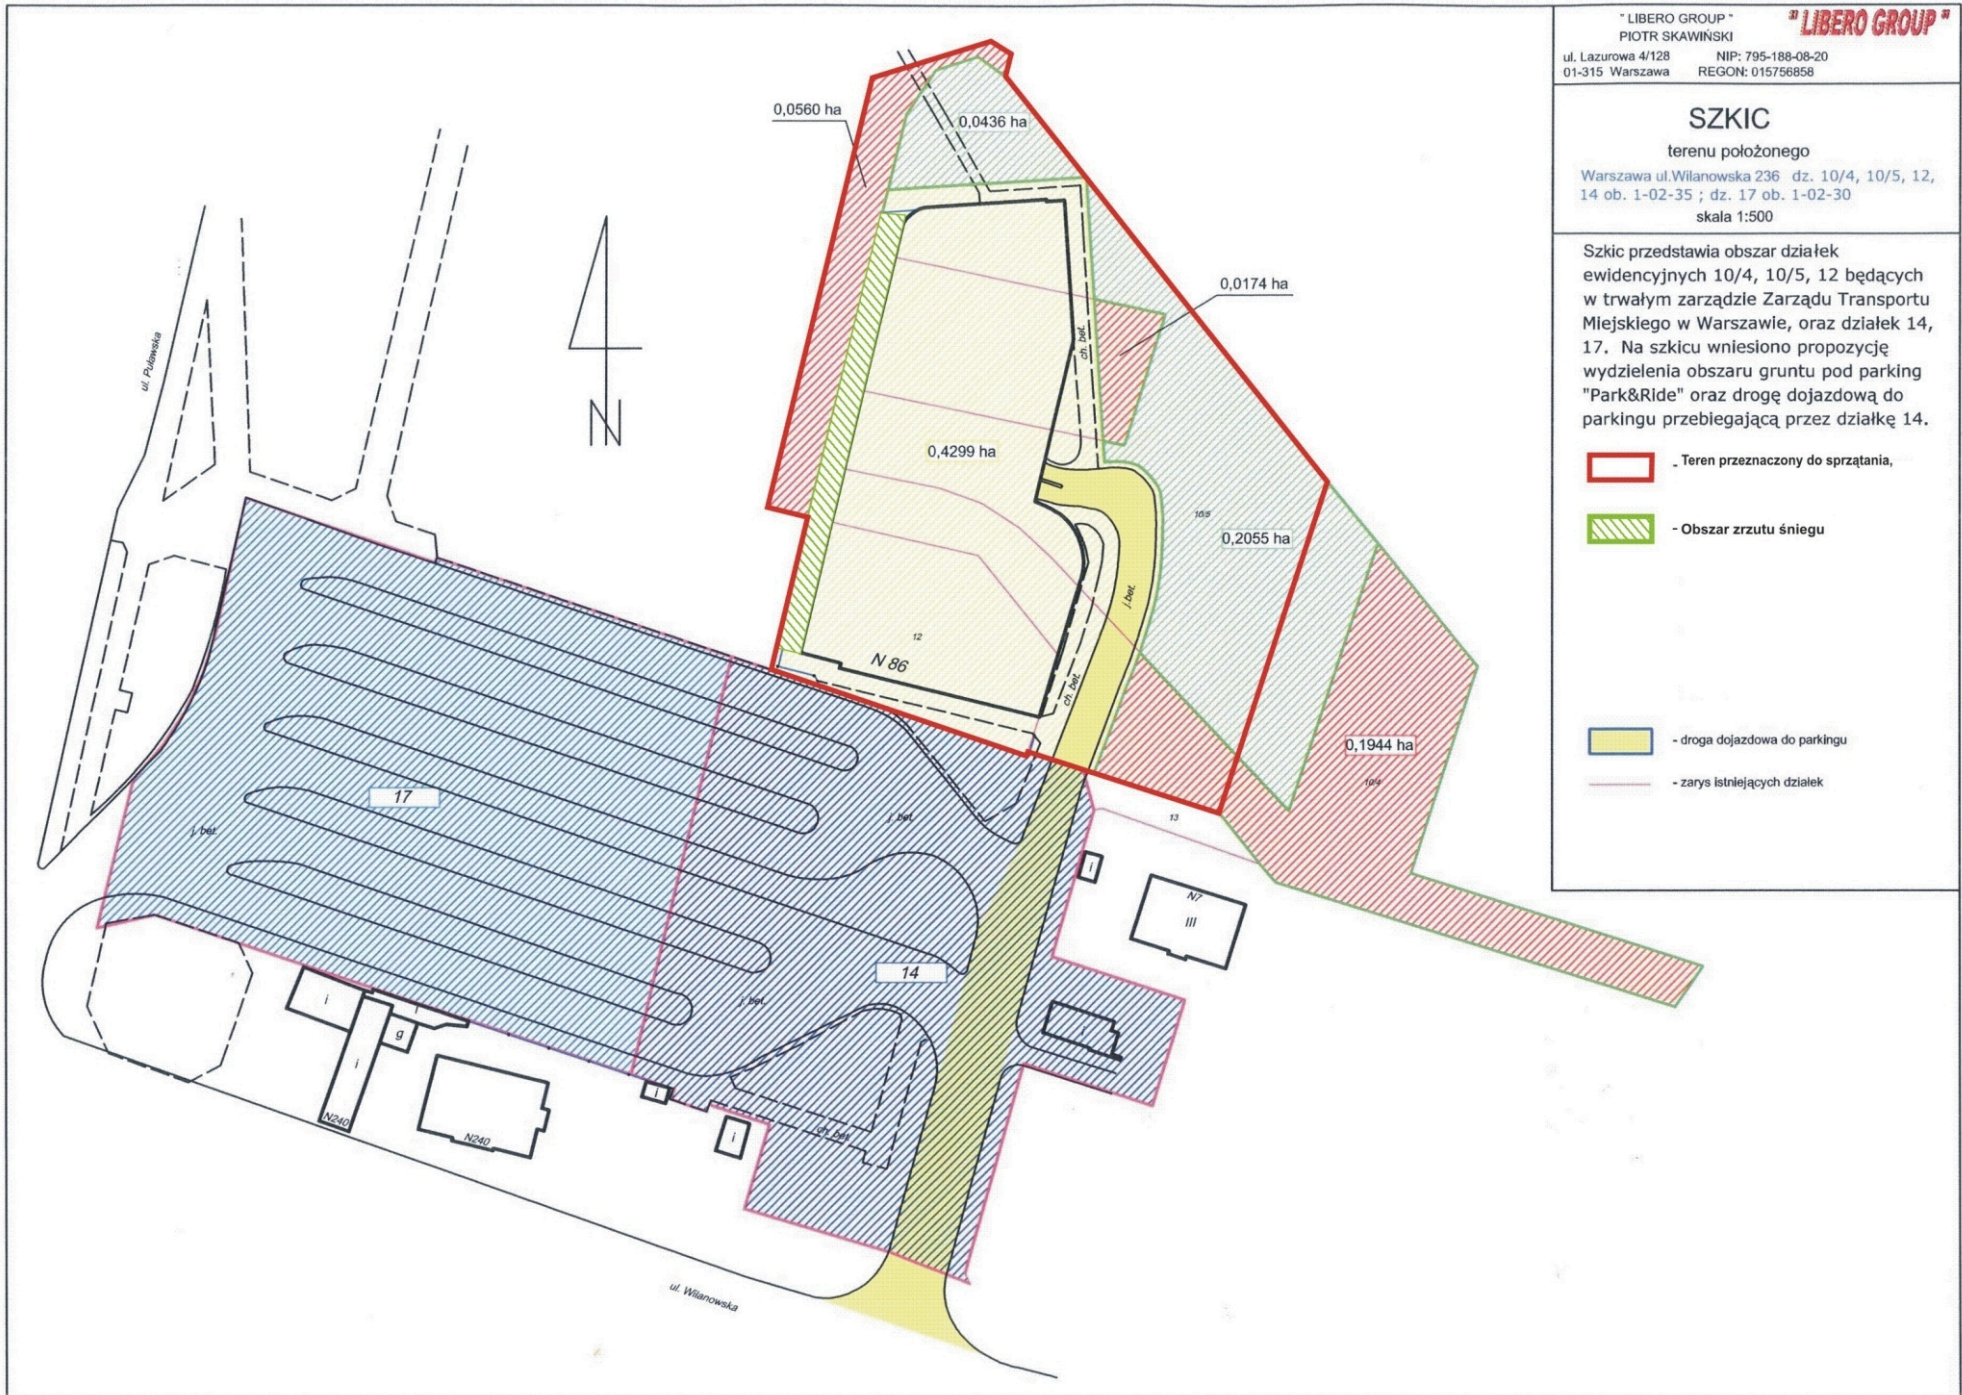 " LIBERO GROUP "
PIOTR SKAWIŃSKI
" LIBERO GROUP "
ul. Lazurowa 4/128 NIP: 795-188-08-20
01-315 Warszawa REGON: 015756858
SZKIC
terenu położonego
Warszawa ul.Wilanowska 236 dz. 10/4, 10/5, 12,
14 ob. 1-02-35 ; dz. 17 ob. 1-02-30
skala 1:500
Szkic przedstawia obszar działek
ewidencyjnych 10/4, 10/5, 12 będących
w trwałym zarządzie Zarządu Transportu
Miejskiego w Warszawie, oraz działek 14,
17. Na szkicu wniesiono propozycję
wydzielenia obszaru gruntu pod parking
"Park&Ride" oraz drogę dojazdową do
parkingu przebiegającą przez działkę 14.
- Teren przeznaczony do sprzątania,
- Obszar zrzutu śniegu
- droga dojazdowa do parkingu
- zarys istniejących działek
0,0560 ha
0,0436 ha
0,0174 ha
ch. bet.
ul. Puławska
N
0,4299 ha
10/5
0,2055 ha
j.bet.
12
N 86
ch. bet.
0,1944 ha
10/4
17
j. bet.
j. bet.
13
i
N7
III
14
j. bet.
i
i
g
i
i
i
N240
N240
i
i
ch. bet.
ul. Wilanowska